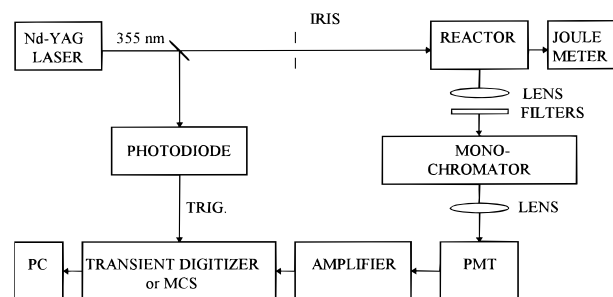 IRIS
Nd-YAG
LASER
355 nm
REACTOR
JOULE
METER
LENS
FILTERS
PHOTODIODE
MONO-
CHROMATOR
TRIG.
LENS
PC
TRANSIENT DIGITIZER
or MCS
AMPLIFIER
PMT